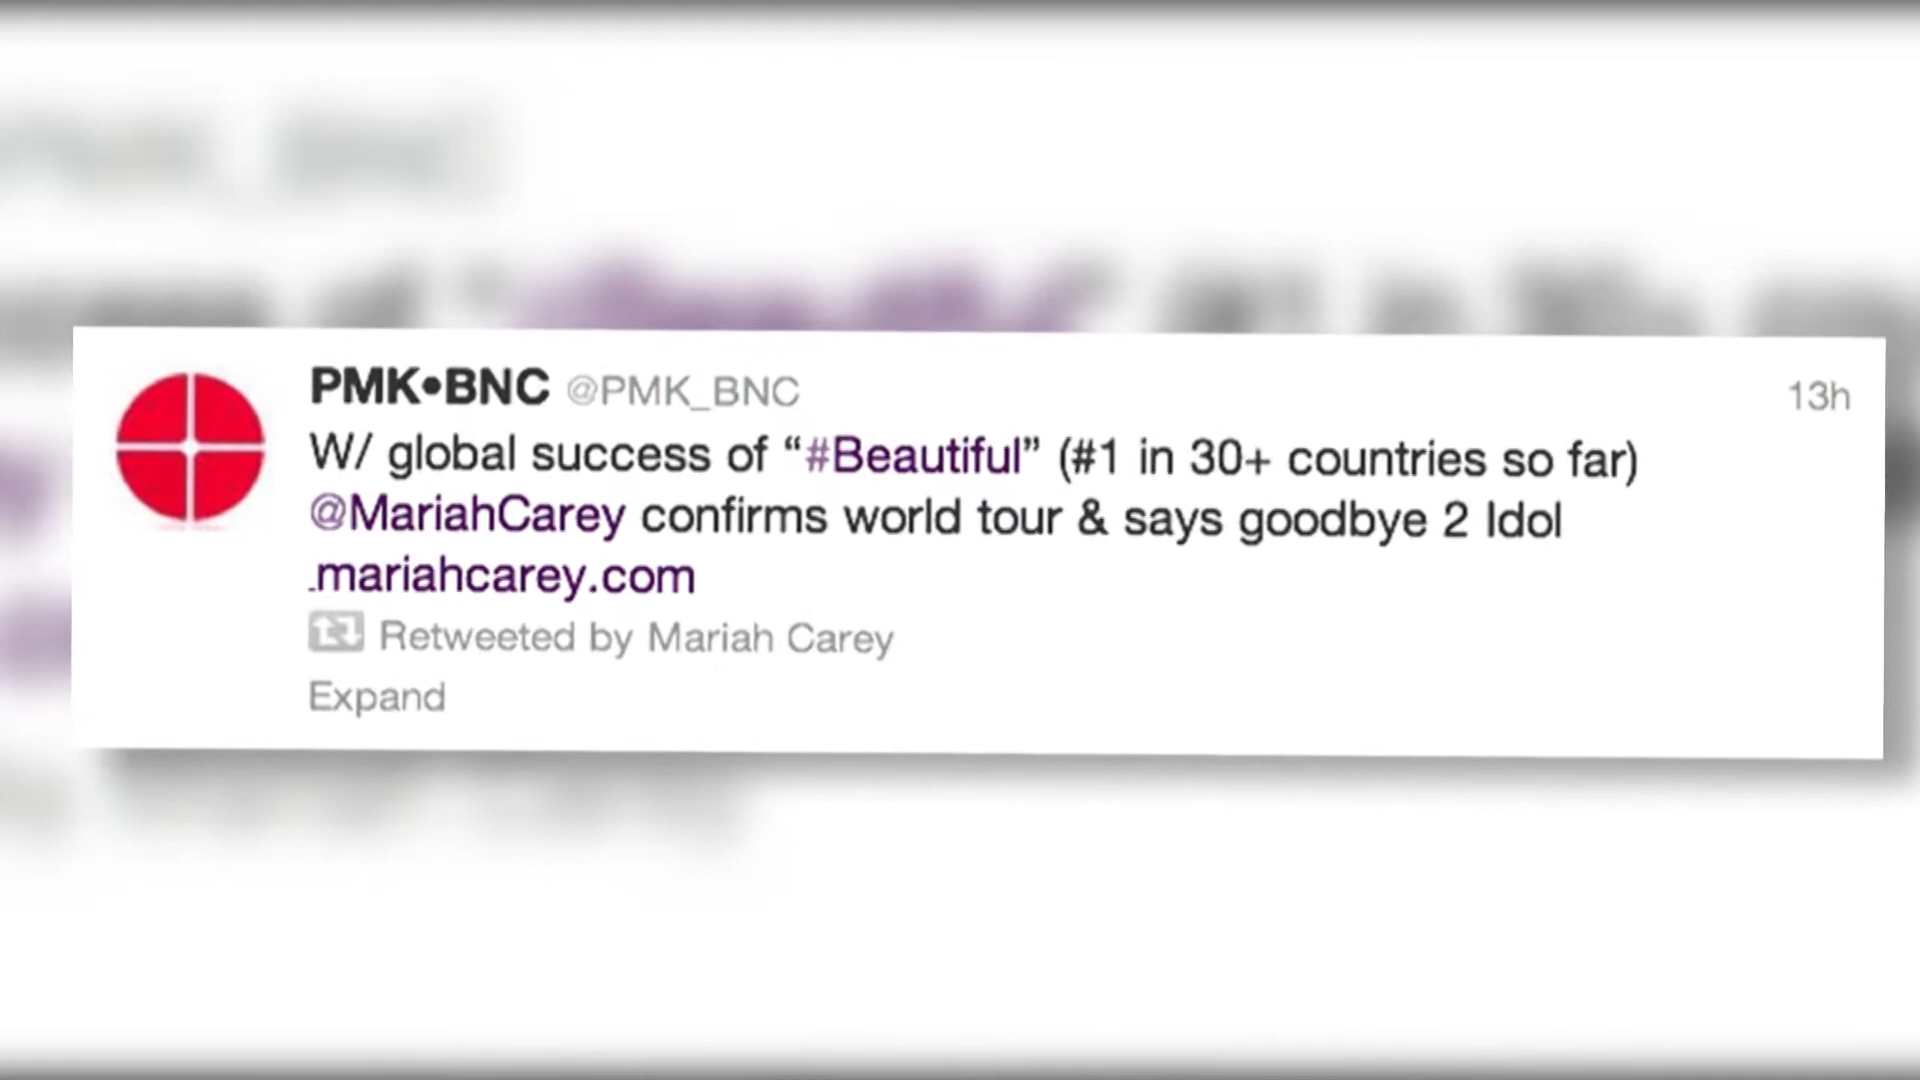 PMK•BNC @PMK_BNC 13h
W/ global success of “#Beautiful” (#1 in 30+ countries so far)
@MariahCarey confirms world tour & says goodbye 2 Idol
.mariahcarey.com
Retweeted by Mariah Carey
Expand